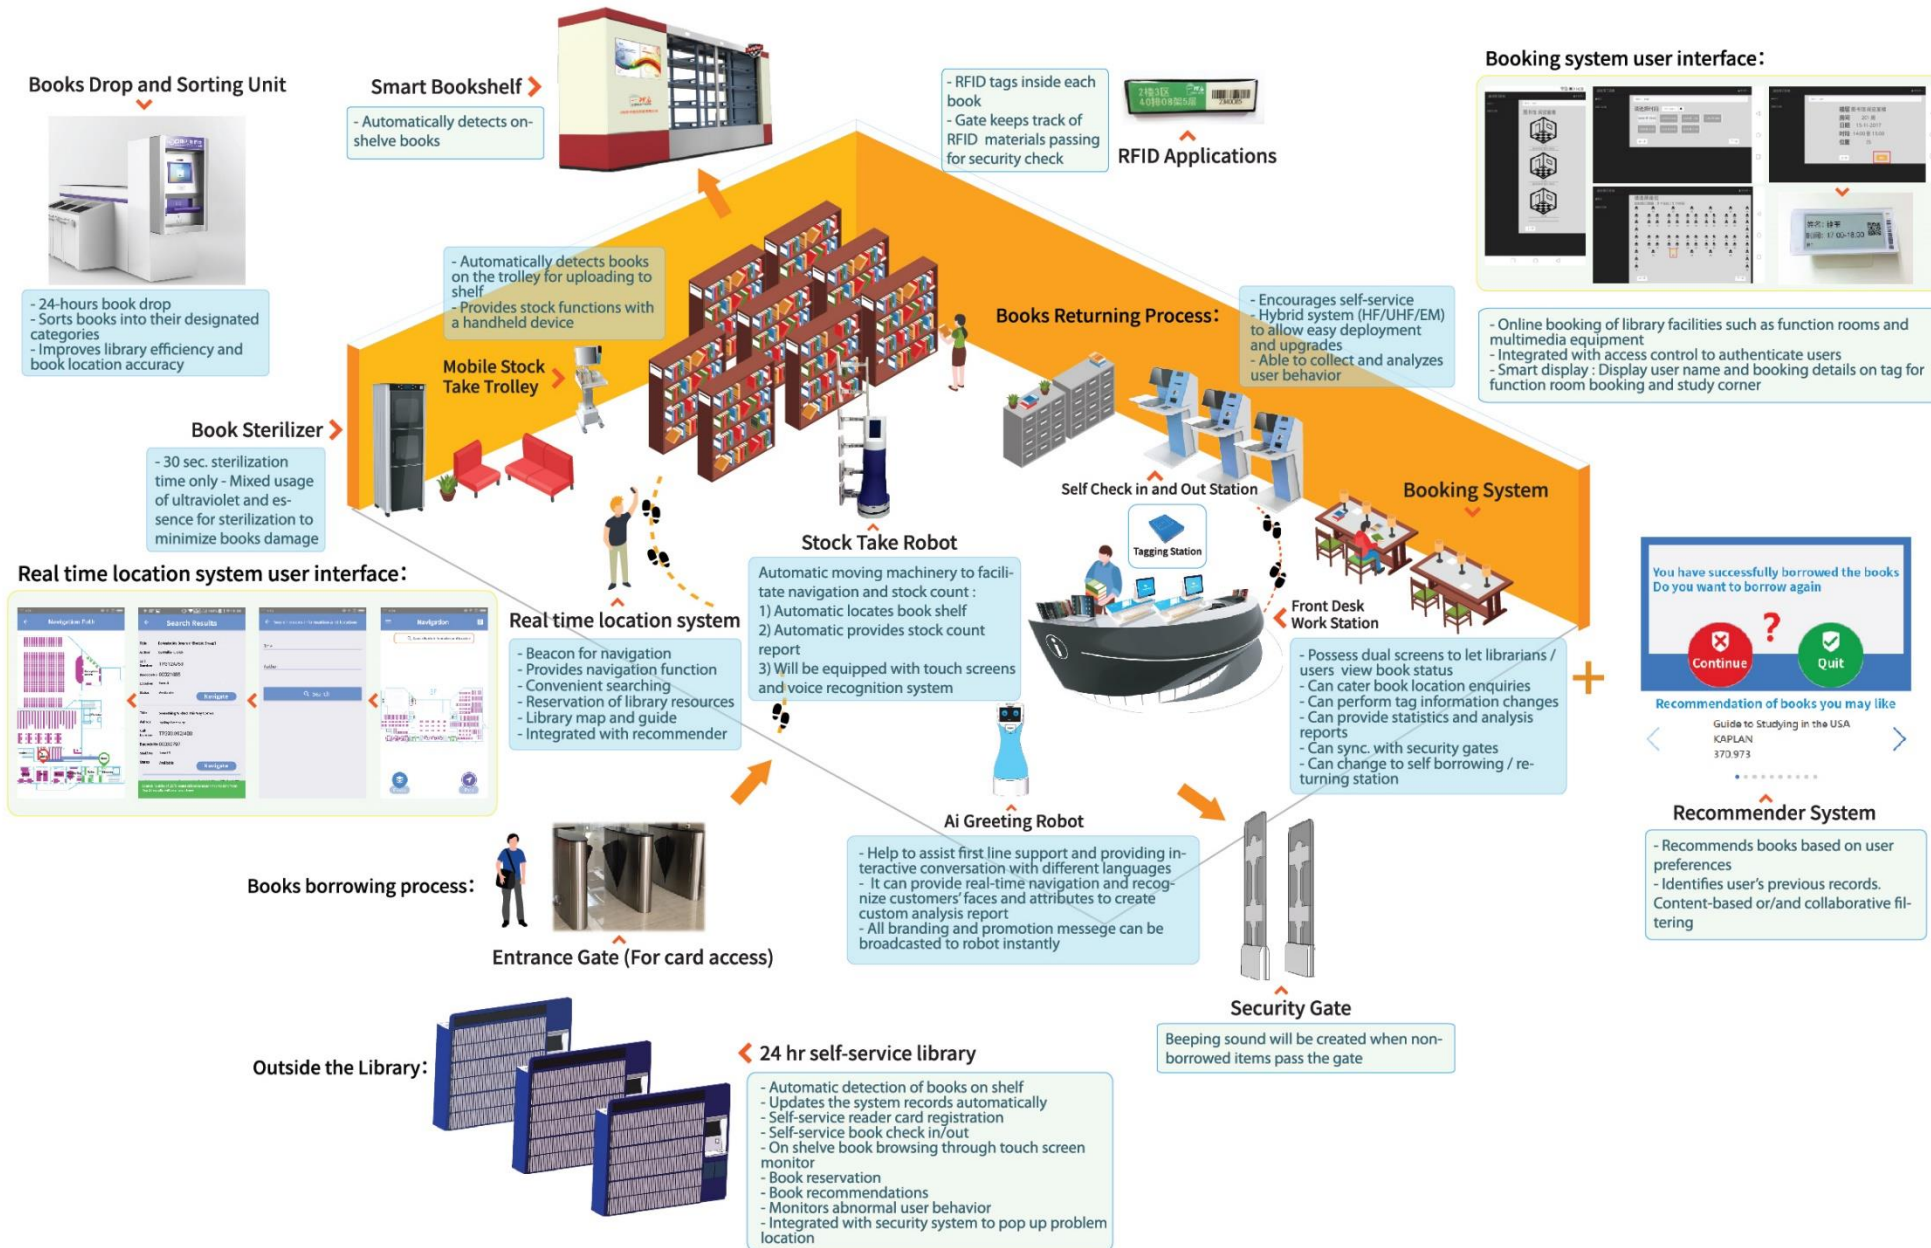 Books Drop and Sorting Unit
- 24-hours book drop
- Sorts books into their designated
categories
- Improves library efficiency and
book location accuracy
Smart Bookshelf
- Automatically detects on-
shelve books
- RFID tags inside each
book
- Gate keeps track of
RFID materials passing
for security check
2楼3区
40排08架5层
RFID Applications
Booking system user interface:
- Online booking of library facilities such as function rooms and
multimedia equipment
- Integrated with access control to authenticate users
- Smart display : Display user name and booking details on tag for
function room booking and study corner
- Automatically detects books
on the trolley for uploading to
shelf
- Provides stock functions with
a handheld device
Mobile Stock
Take Trolley
Books Returning Process:
- Encourages self-service
- Hybrid system (HF/UHF/EM)
to allow easy deployment
and upgrades
- Able to collect and analyzes
user behavior
Book Sterilizer
- 30 sec. sterilization
time only - Mixed usage
of ultraviolet and es-
sence for sterilization to
minimize books damage
Self Check in and Out Station
Tagging Station
Booking System
Stock Take Robot
Automatic moving machinery to facili-
tate navigation and stock count :
1) Automatic locates book shelf
2) Automatic provides stock count
report
3) Will be equipped with touch screens
and voice recognition system
Real time location system user interface:
Navigation Path
Search Results
Navigate
Navigate
Search
Navigation
Real time location system
- Beacon for navigation
- Provides navigation function
- Convenient searching
- Reservation of library resources
- Library map and guide
- Integrated with recommender
Front Desk
Work Station
- Possess dual screens to let librarians /
users view book status
- Can cater book location enquiries
- Can perform tag information changes
- Can provide statistics and analysis
reports
- Can sync. with security gates
- Can change to self borrowing / re-
turning station
You have successfully borrowed the books
Do you want to borrow again
?
Continue
Quit
Recommendation of books you may like
Guide to Studying in the USA
KAPLAN
370.973
Recommender System
- Recommends books based on user
preferences
- Identifies user's previous records.
Content-based or/and collaborative fil-
tering
Ai Greeting Robot
- Help to assist first line support and providing in-
teractive conversation with different languages
- It can provide real-time navigation and recog-
nize customers' faces and attributes to create
custom analysis report
- All branding and promotion messege can be
broadcasted to robot instantly
Books borrowing process:
Entrance Gate (For card access)
Security Gate
Beeping sound will be created when non-
borrowed items pass the gate
Outside the Library:
24 hr self-service library
- Automatic detection of books on shelf
- Updates the system records automatically
- Self-service reader card registration
- Self-service book check in/out
- On shelve book browsing through touch screen
monitor
- Book reservation
- Book recommendations
- Monitors abnormal user behavior
- Integrated with security system to pop up problem
location